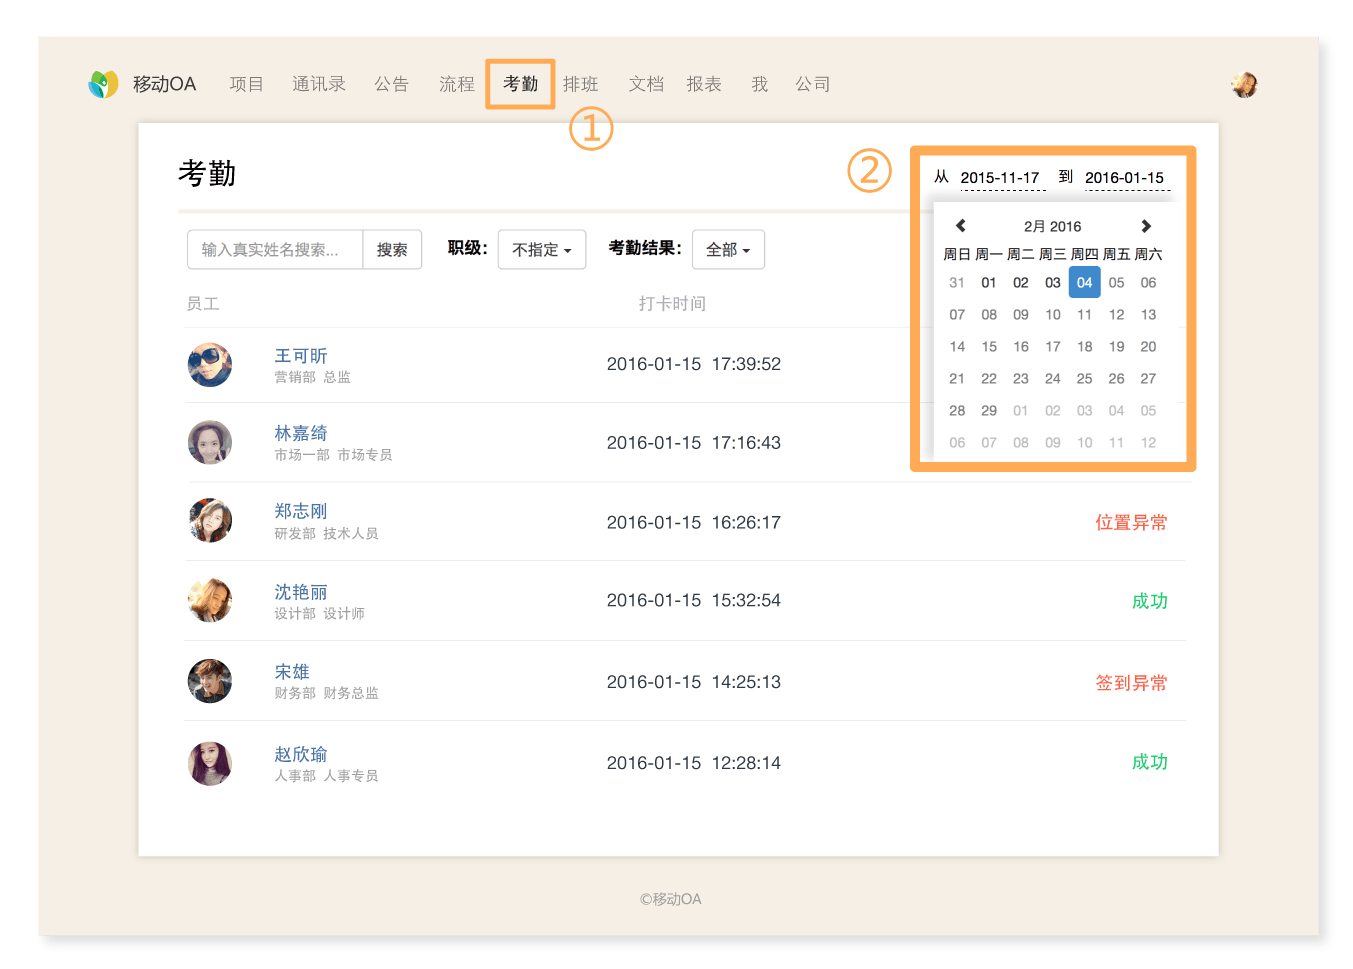 移动OA 项目 通讯录 公告 流程 考勤 排班 文档 报表 我 公司
①
考勤
②
从 2015-11-17 到 2016-01-15
输入真实姓名搜索... 搜索 职级: 不指定 考勤结果: 全部
2月 2016
周日 周一 周二 周三 周四 周五 周六
31 01 02 03 04 05 06
07 08 09 10 11 12 13
14 15 16 17 18 19 20
21 22 23 24 25 26 27
28 29 01 02 03 04 05
06 07 08 09 10 11 12
员工 打卡时间
王可昕
营销部 总监
2016-01-15 17:39:52
林嘉绮
市场一部 市场专员
2016-01-15 17:16:43
郑志刚
研发部 技术人员
2016-01-15 16:26:17
位置异常
沈艳丽
设计部 设计师
2016-01-15 15:32:54
成功
宋雄
财务部 财务总监
2016-01-15 14:25:13
签到异常
赵欣瑜
人事部 人事专员
2016-01-15 12:28:14
成功
©移动OA